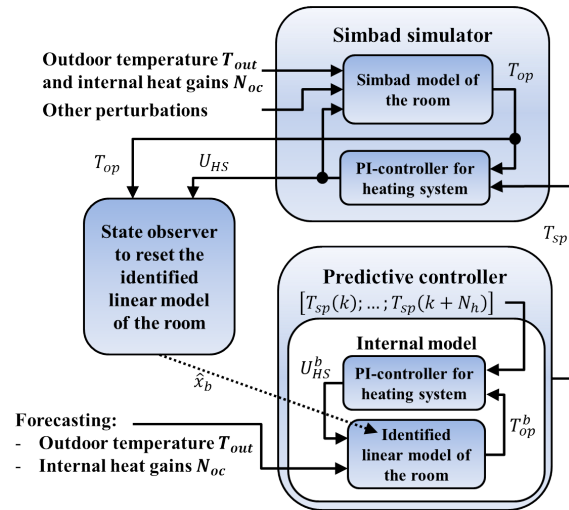 Simbad simulator
Outdoor temperature T_out
and internal heat gains N_oc
Other perturbations
Simbad model of
the room
T_op
T_op
U_HS
PI-controller for
heating system
T_sp
State observer
to reset the
identified
linear model
of the room
Predictive controller
[T_sp(k); … ; T_sp(k + N_h)]
Internal model
U_HS^b
PI-controller for
heating system
x̂_b
T_op^b
Identified
linear model
of the room
Forecasting:
- Outdoor temperature T_out
- Internal heat gains N_oc